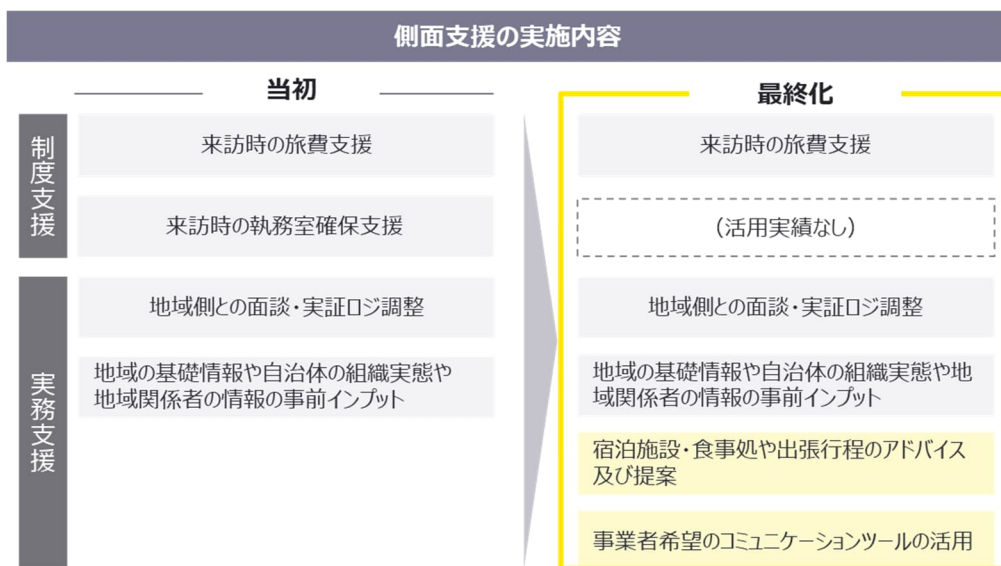 側面支援の実施内容
当初
最終化
制度支援
来訪時の旅費支援
来訪時の旅費支援
来訪時の執務室確保支援
（活用実績なし）
実務支援
地域側との面談・実証ロジ調整
地域側との面談・実証ロジ調整
地域の基礎情報や自治体の組織実態や
地域関係者の情報の事前インプット
地域の基礎情報や自治体の組織実態や地
域関係者の情報の事前インプット
宿泊施設・食事処や出張行程のアドバイス
及び提案
事業者希望のコミュニケーションツールの活用